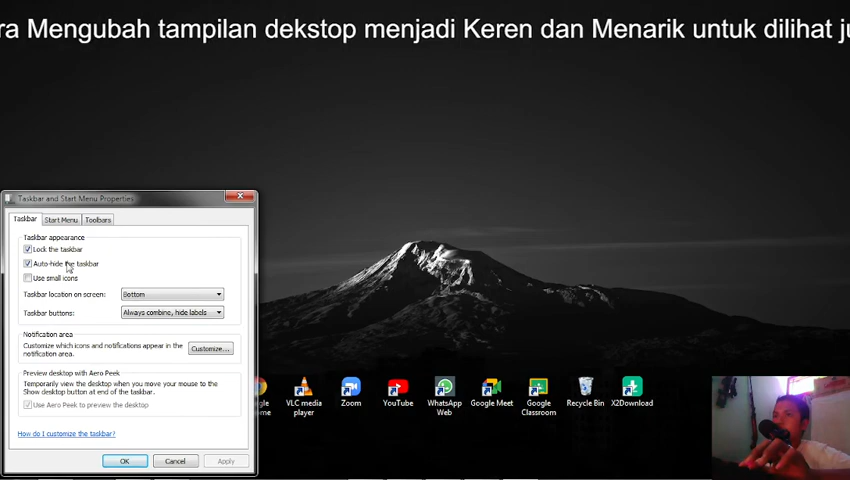 ra Mengubah tampilan dekstop menjadi Keren dan Menarik untuk dilihat ju
Taskbar and Start Menu Properties
Taskbar
Start Menu
Toolbars
Taskbar appearance
Lock the taskbar
Auto-hide the taskbar
Use small icons
Taskbar location on screen:
Bottom
Taskbar buttons:
Always combine, hide labels
Notification area
Customize which icons and notifications appear in the
notification area.
Customize...
Preview desktop with Aero Peek
Temporarily view the desktop when you move your mouse to the
Show desktop button at end of the taskbar.
Use Aero Peek to preview the desktop
How do I customize the taskbar?
OK
Cancel
Apply
gle
ome
VLC media
player
Zoom
YouTube
WhatsApp
Web
Google Meet
Google
Classroom
Recycle Bin
X2Download